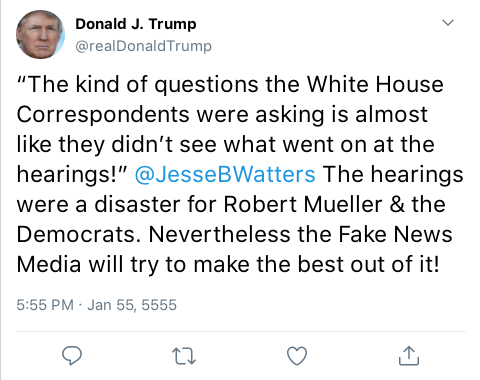 Donald J. Trump
@realDonaldTrump
“The kind of questions the White House
Correspondents were asking is almost
like they didn’t see what went on at the
hearings!” @JesseBWatters The hearings
were a disaster for Robert Mueller & the
Democrats. Nevertheless the Fake News
Media will try to make the best out of it!
5:55 PM · Jan 55, 5555